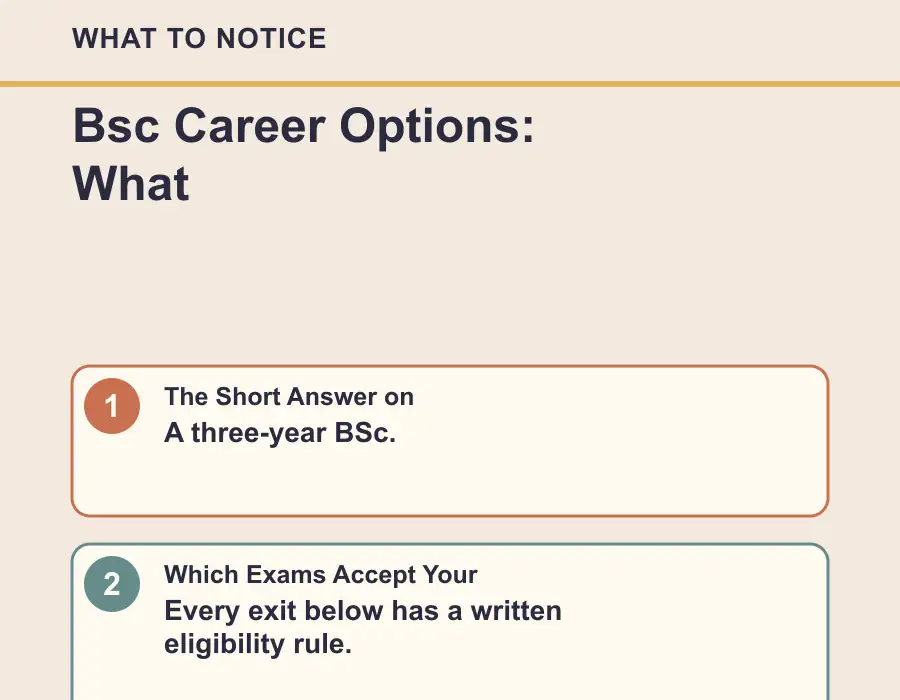 WHAT TO NOTICE
Bsc Career Options:
What
1
The Short Answer on
A three-year BSc.
2
Which Exams Accept Your
Every exit below has a written
eligibility rule.